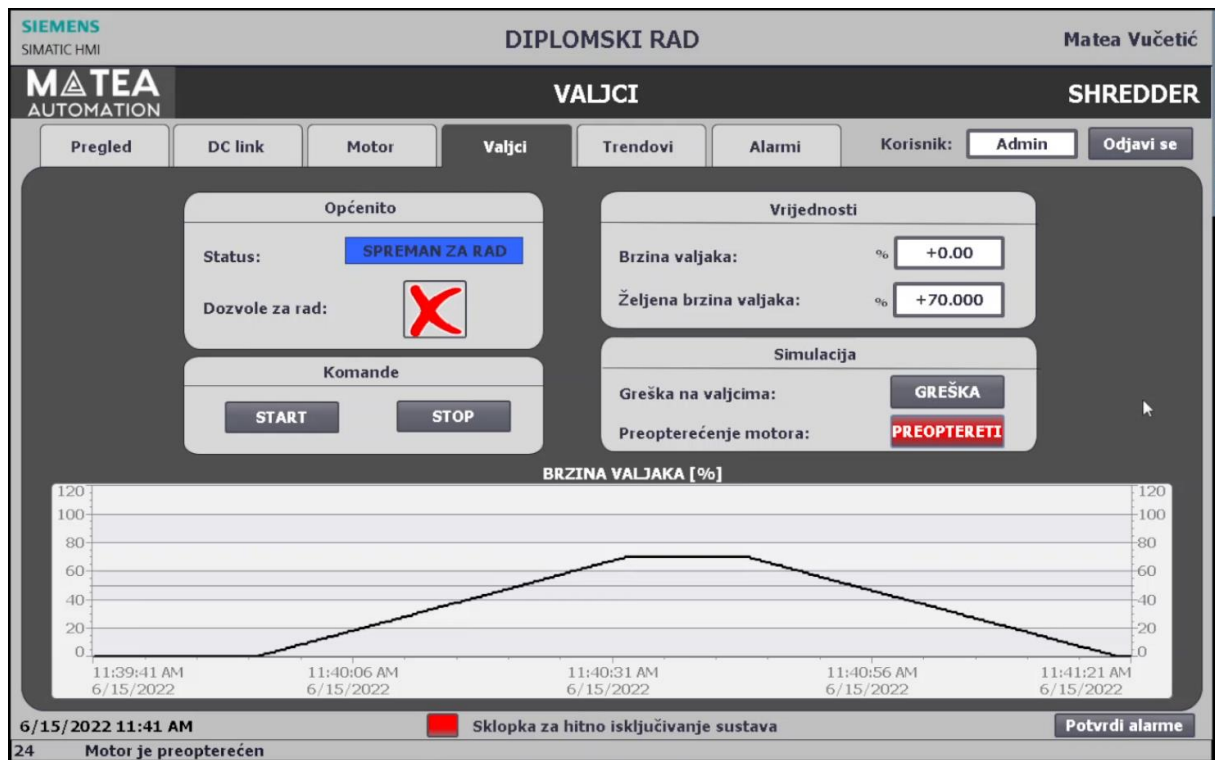 SIEMENS
SIMATIC HMI
DIPLOMSKI RAD
Matea Vučetić
MATEA
AUTOMATION
VALJCI
SHREDDER
Pregled
DC link
Motor
Valjci
Trendovi
Alarmi
Korisnik:
Admin
Odjavi se
Općenito
Status:
SPREMAN ZA RAD
Dozvole za rad:
Komande
START
STOP
Vrijednosti
Brzina valjaka:
% +0.00
Željena brzina valjaka:
% +70.000
Simulacija
Greška na valjcima:
GREŠKA
Preopterećenje motora:
PREOPTERETI
BRZINA VALJAKA [%]
120
100
80
60
40
20
0
120
100
80
60
40
20
0
11:39:41 AM
6/15/2022
11:40:06 AM
6/15/2022
11:40:31 AM
6/15/2022
11:40:56 AM
6/15/2022
11:41:21 AM
6/15/2022
6/15/2022 11:41 AM
Sklopka za hitno isključivanje sustava
Potvrdi alarme
24 Motor je preopterećen